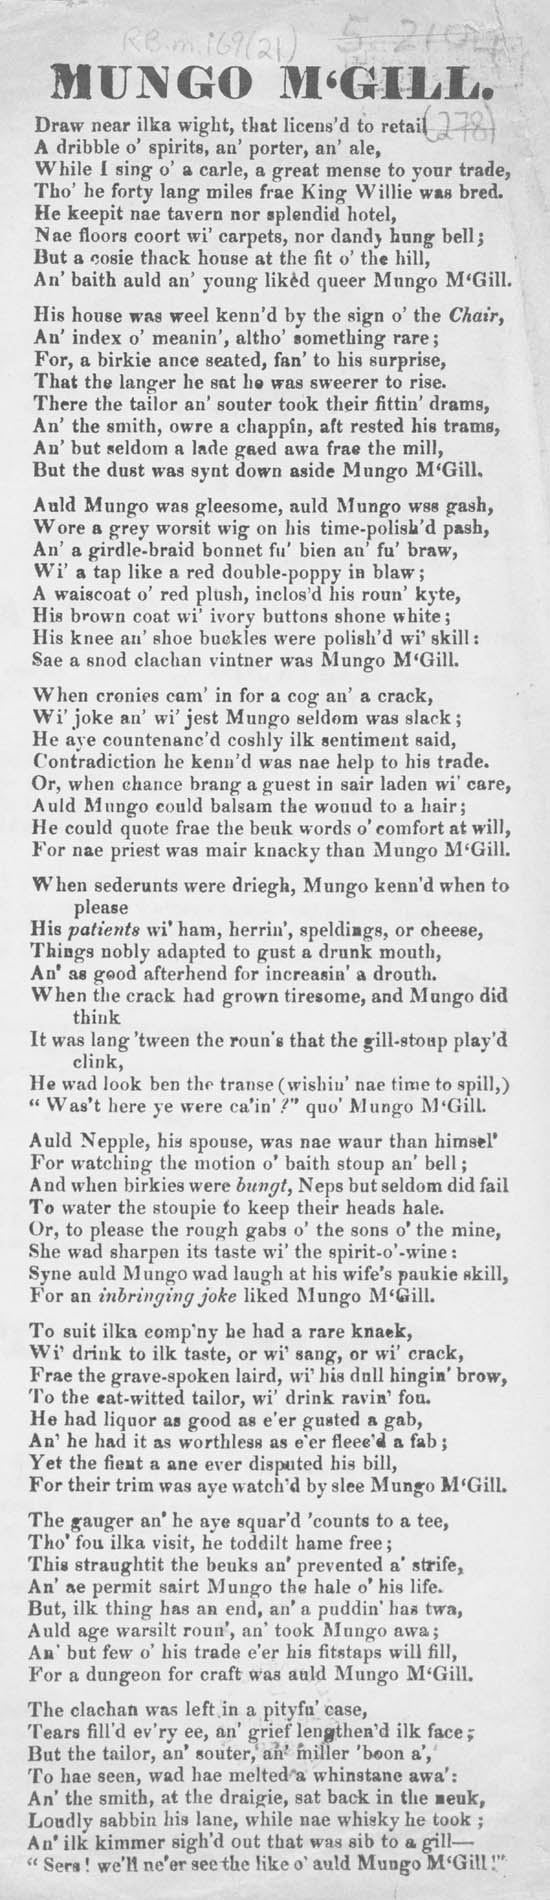 RB.m.169(21)
MUNGO M‘GILL.
(278)
Draw near ilka wight, that licens'd to retail
A dribble o' spirits, an' porter, an' ale,
While I sing o' a carle, a great mense to your trade,
Tho' he forty lang miles frae King Willie was bred.
He keepit nae tavern nor splendid hotel,
Nae floors coort wi' carpets, nor dandy hung bell;
But a cosie thack house at the fit o' the hill,
An' baith auld an' young likèd queer Mungo M‘Gill.
His house was weel kenn'd by the sign o' the Chair,
An' index o' meanin', altho' something rare;
For, a birkie ance seated, fan' to his surprise,
That the langer he sat he was sweerer to rise.
There the tailor an' souter took their fittin' drams,
An' the smith, owre a chappin, aft rested his trams,
An' but seldom a lade gaed awa frae the mill,
But the dust was synt down aside Mungo M‘Gill.
Auld Mungo was gleesome, auld Mungo wss gash,
Wore a grey worsit wig on his time-polish'd pash,
An' a girdle-braid bonnet fu' bien an' fu' braw,
Wi' a tap like a red double-poppy in blaw;
A waiscoat o' red plush, inclos'd his roun' kyte,
His brown coat wi' ivory buttons shone white;
His knee an' shoe buckles were polish'd wi' skill:
Sae a snod clachan vintner was Mungo M‘Gill.
When cronies cam' in for a cog an' a crack,
Wi' joke an' wi' jest Mungo seldom was slack;
He aye countenanc'd coshly ilk sentiment said,
Contradiction he kenn'd was nae help to his trade.
Or, when chance brang a guest in sair laden wi' care,
Auld Mungo could balsam the wouud to a hair;
He could quote frae the beuk words o' comfort at will,
For nae priest was mair knacky than Mungo M‘Gill.
When sederunts were driegh, Mungo kenn'd when to
please
His patients wi' ham, herrin', speldings, or cheese,
Things nobly adapted to gust a drunk mouth,
An' as good afterhend for increasin' a drouth.
When the crack had grown tiresome, and Mungo did
think
It was lang 'tween the roun's that the gill-stoup play'd
clink,
He wad look ben the transe (wishin' nae time to spill,)
“ Was't here ye were ca'in'?” quo' Mungo M‘Gill.
Auld Nepple, his spouse, was nae waur than himsel'
For watching the motion o' baith stoup an' bell;
And when birkies were bungt, Neps but seldom did fail
To water the stoupie to keep their heads hale.
Or, to please the rough gabs o' the sons o' the mine,
She wad sharpen its taste wi' the spirit-o'-wine:
Syne auld Mungo wad laugh at his wife's paukie skill,
For an inbringing joke liked Mungo M‘Gill.
To suit ilka comp'ny he had a rare knack,
Wi' drink to ilk taste, or wi' sang, or wi' crack,
Frae the grave-spoken laird, wi' his dull hingin' brow,
To the cat-witted tailor, wi' drink ravin' fou.
He had liquor as good as e'er gusted a gab,
An' he had it as worthless as e'er fleec'd a fab;
Yet the fient a ane ever disputed his bill,
For their trim was aye watch'd by slee Mungo M‘Gill.
The gauger an' he aye squar'd 'counts to a tee,
Tho' fou ilka visit, he toddilt hame free;
This straughtit the beuks an' prevented a' strife,
An' ae permit sairt Mungo the hale o' his life.
But, ilk thing has an end, an' a puddin' has twa,
Auld age warsilt roun', an' took Mungo awa;
An' but few o' his trade e'er his fitstaps will fill,
For a dungeon for craft was auld Mungo M‘Gill.
The clachan was left in a pityfu' case,
Tears fill'd ev'ry ee, an' grief lengthen'd ilk face;
But the tailor, an' souter, an' miller 'boon a',
To hae seen, wad hae melted a whinstane awa':
An' the smith, at the draigie, sat back in the neuk,
Loudly sabbin his lane, while nae whisky he took;
An' ilk kimmer sigh'd out that was sib to a gill—
“ Sers! we'll ne'er see the like o' auld Mungo M‘Gill!”